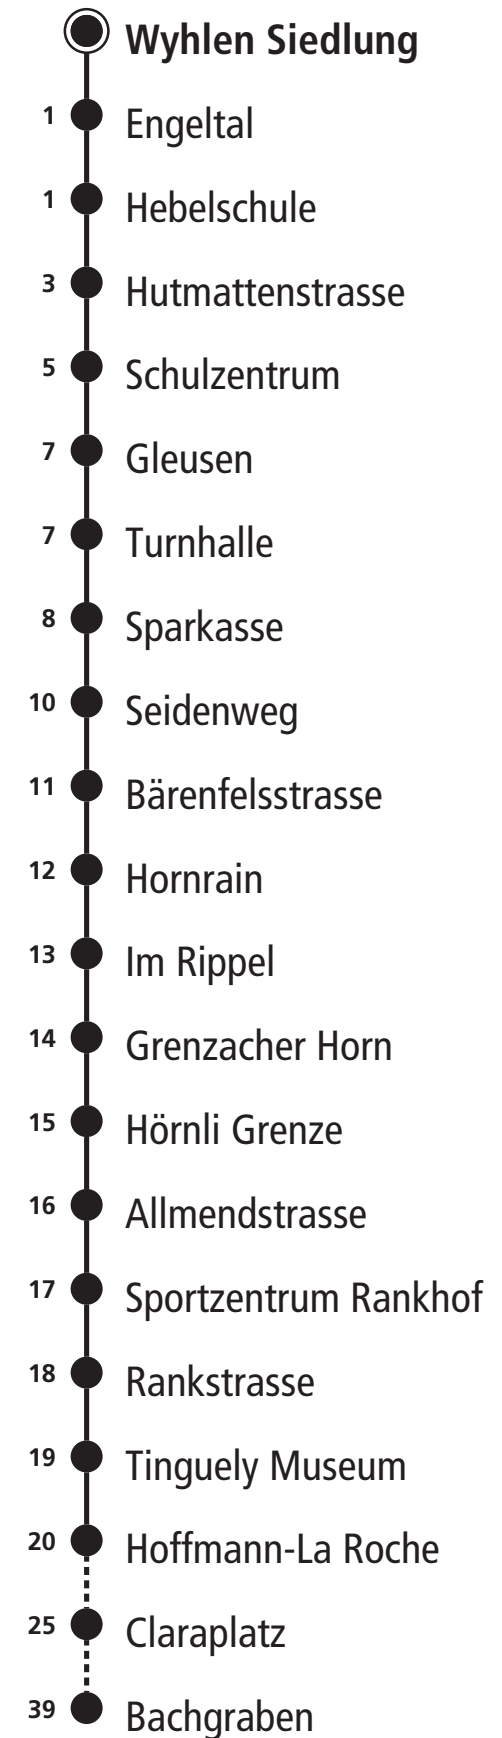 Wyhlen Siedlung
1 Engeltal
1 Hebelschule
3 Hutmattenstrasse
5 Schulzentrum
7 Gleusen
7 Turnhalle
8 Sparkasse
10 Seidenweg
11 Bärenfelsstrasse
12 Hornrain
13 Im Rippel
14 Grenzacher Horn
15 Hörnli Grenze
16 Allmendstrasse
17 Sportzentrum Rankhof
18 Rankstrasse
19 Tinguely Museum
20 Hoffmann-La Roche
25 Claraplatz
39 Bachgraben